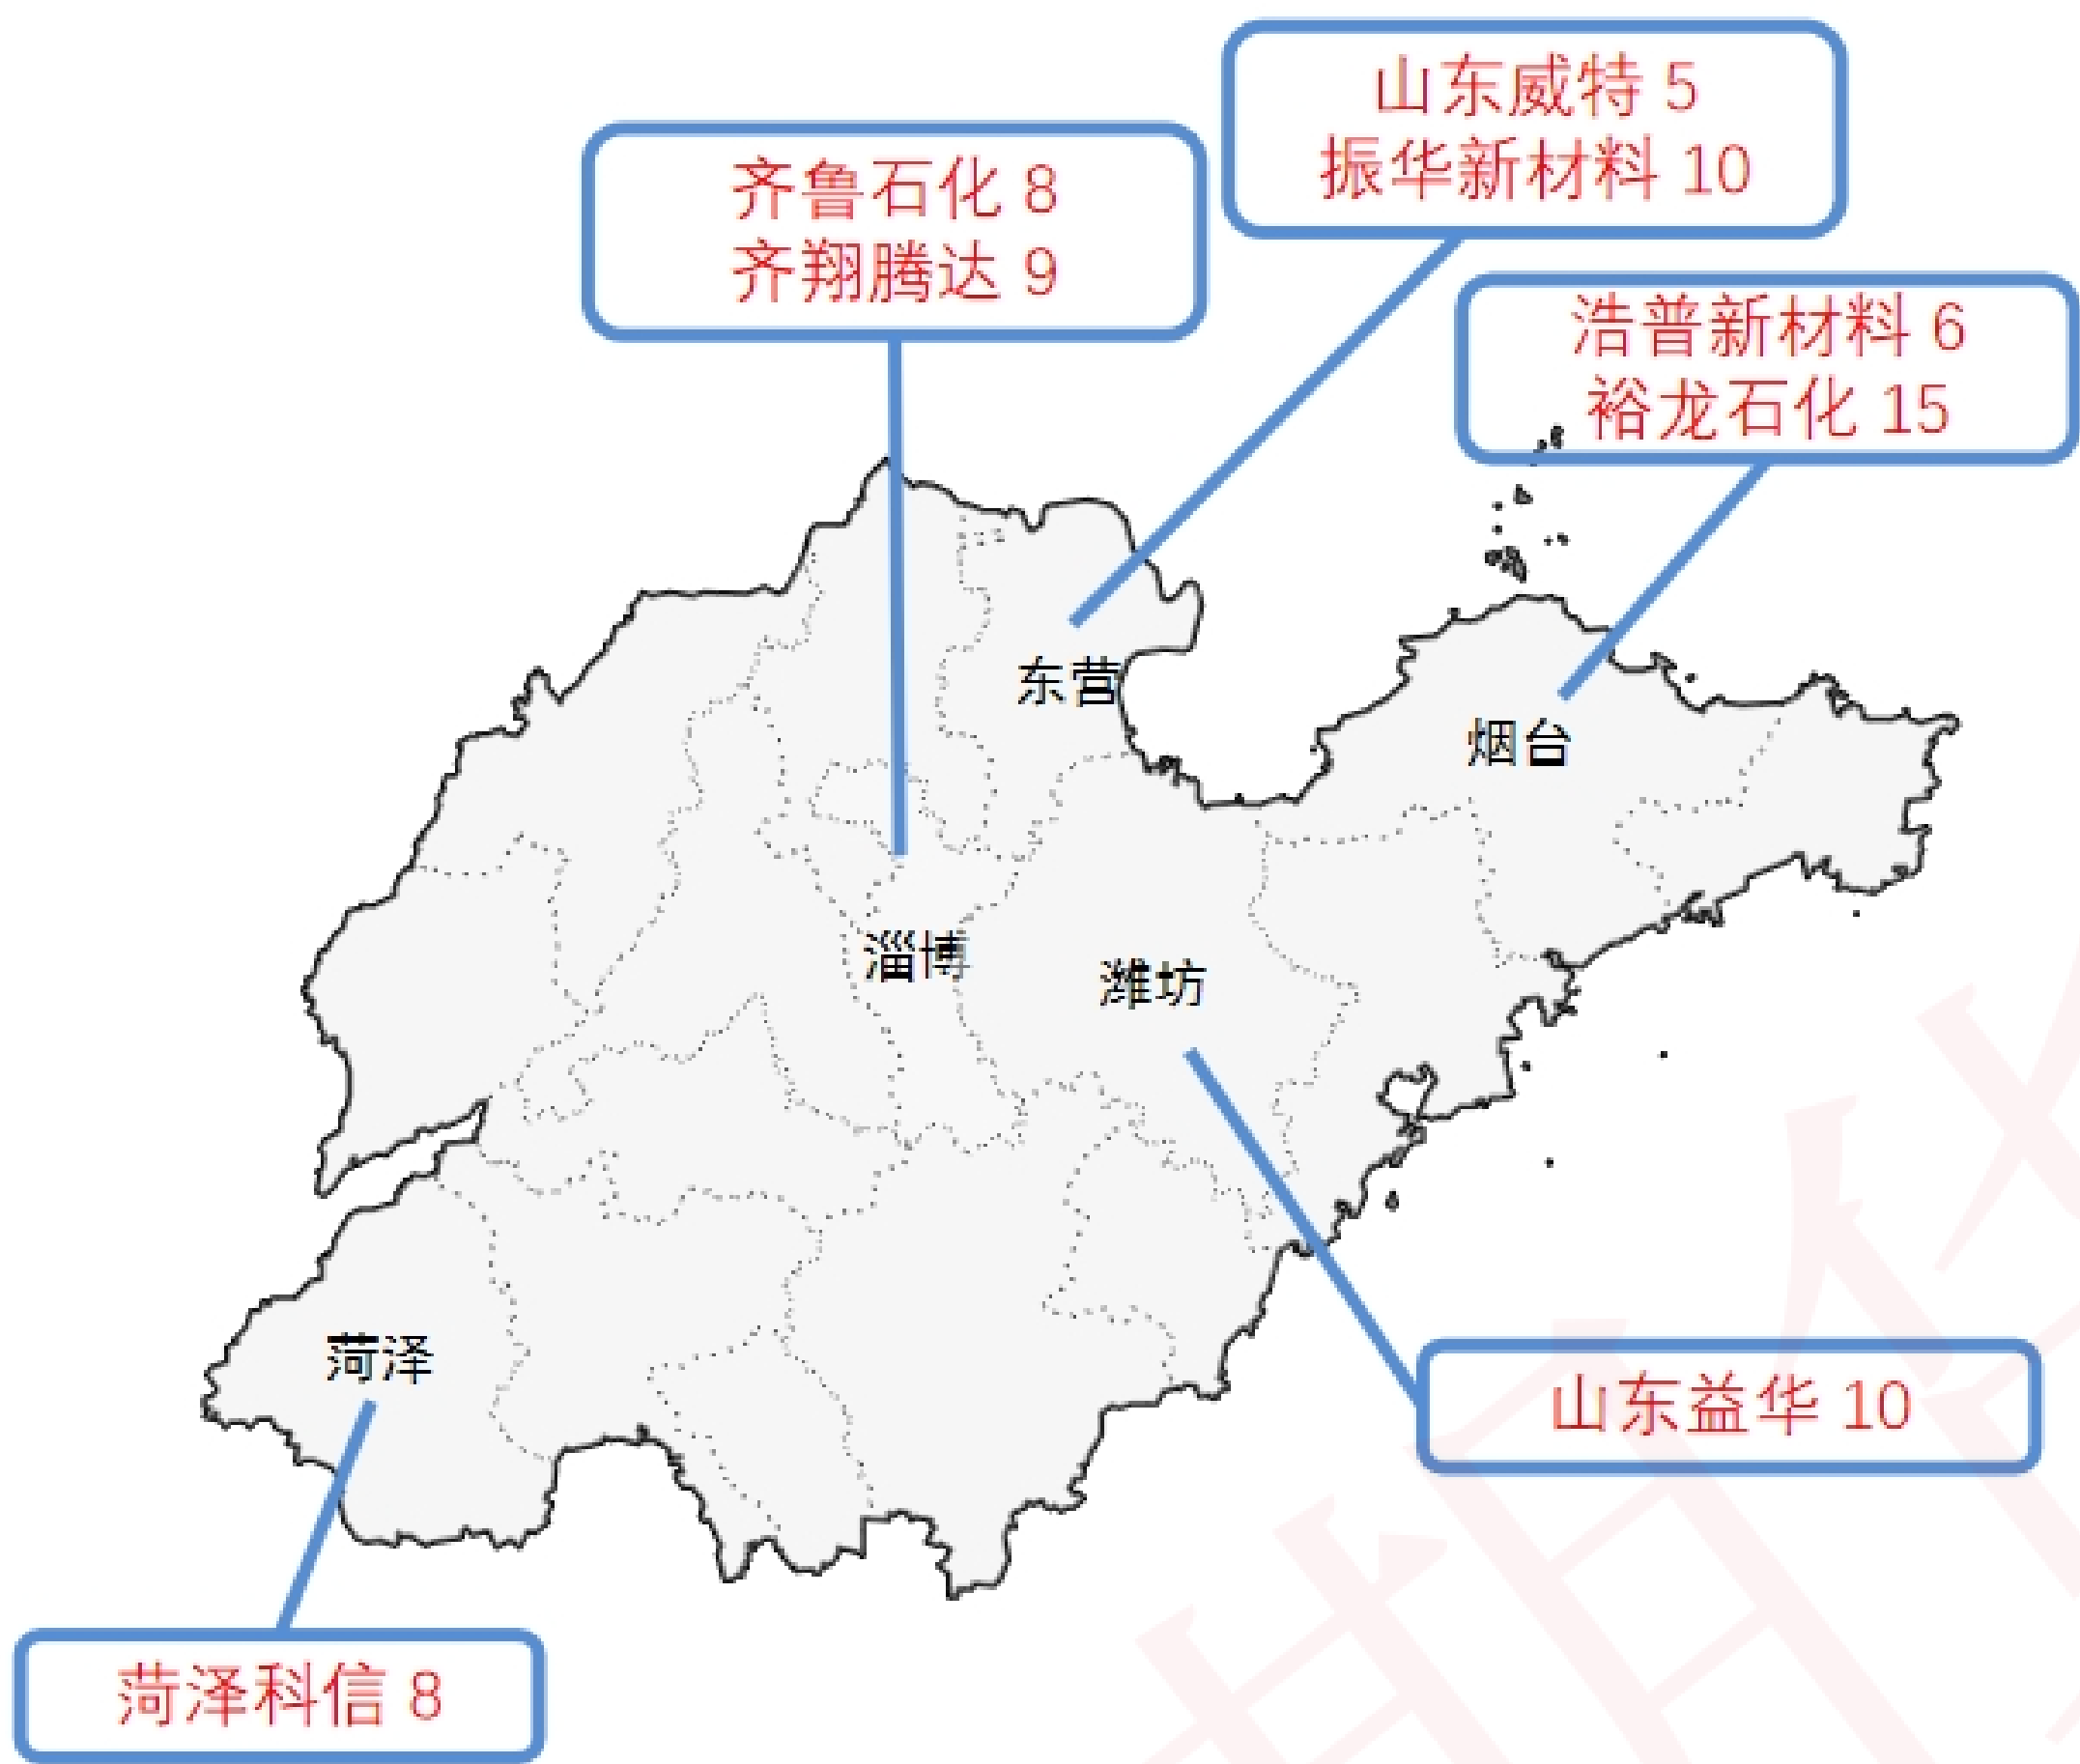 山东威特 5
振华新材料 10
齐鲁石化 8
齐翔腾达 9
浩普新材料 6
裕龙石化 15
东营
烟台
淄博
潍坊
菏泽
山东益华 10
菏泽科信 8